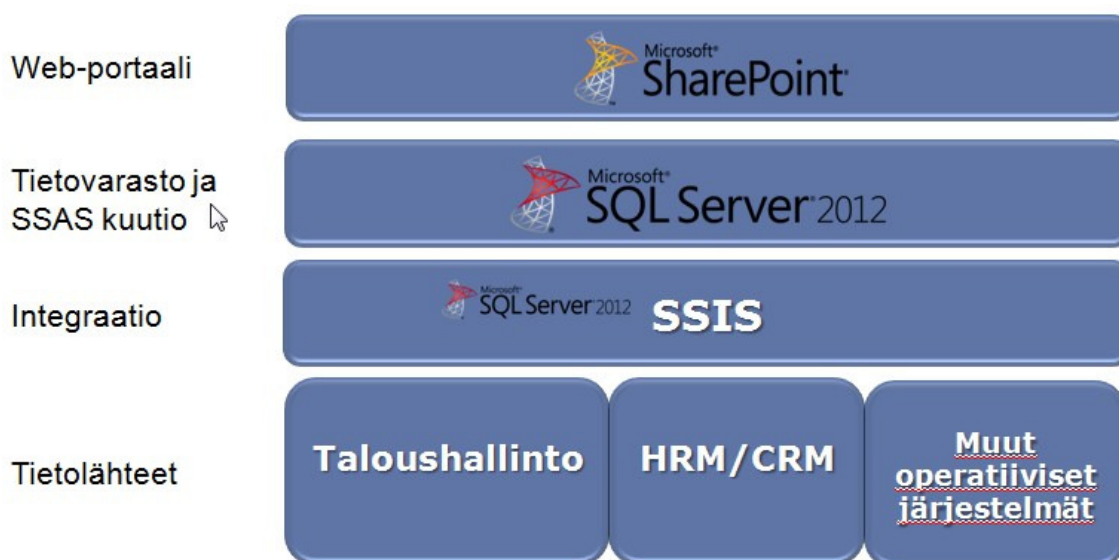 Web-portaali
Microsoft®
SharePoint®
Tietovarasto ja
SSAS kuutio
Microsoft®
SQL Server® 2012
Integraatio
Microsoft®
SQL Server® 2012
SSIS
Tietolähteet
Taloushallinto
HRM/CRM
Muut
operatiiviset
järjestelmät